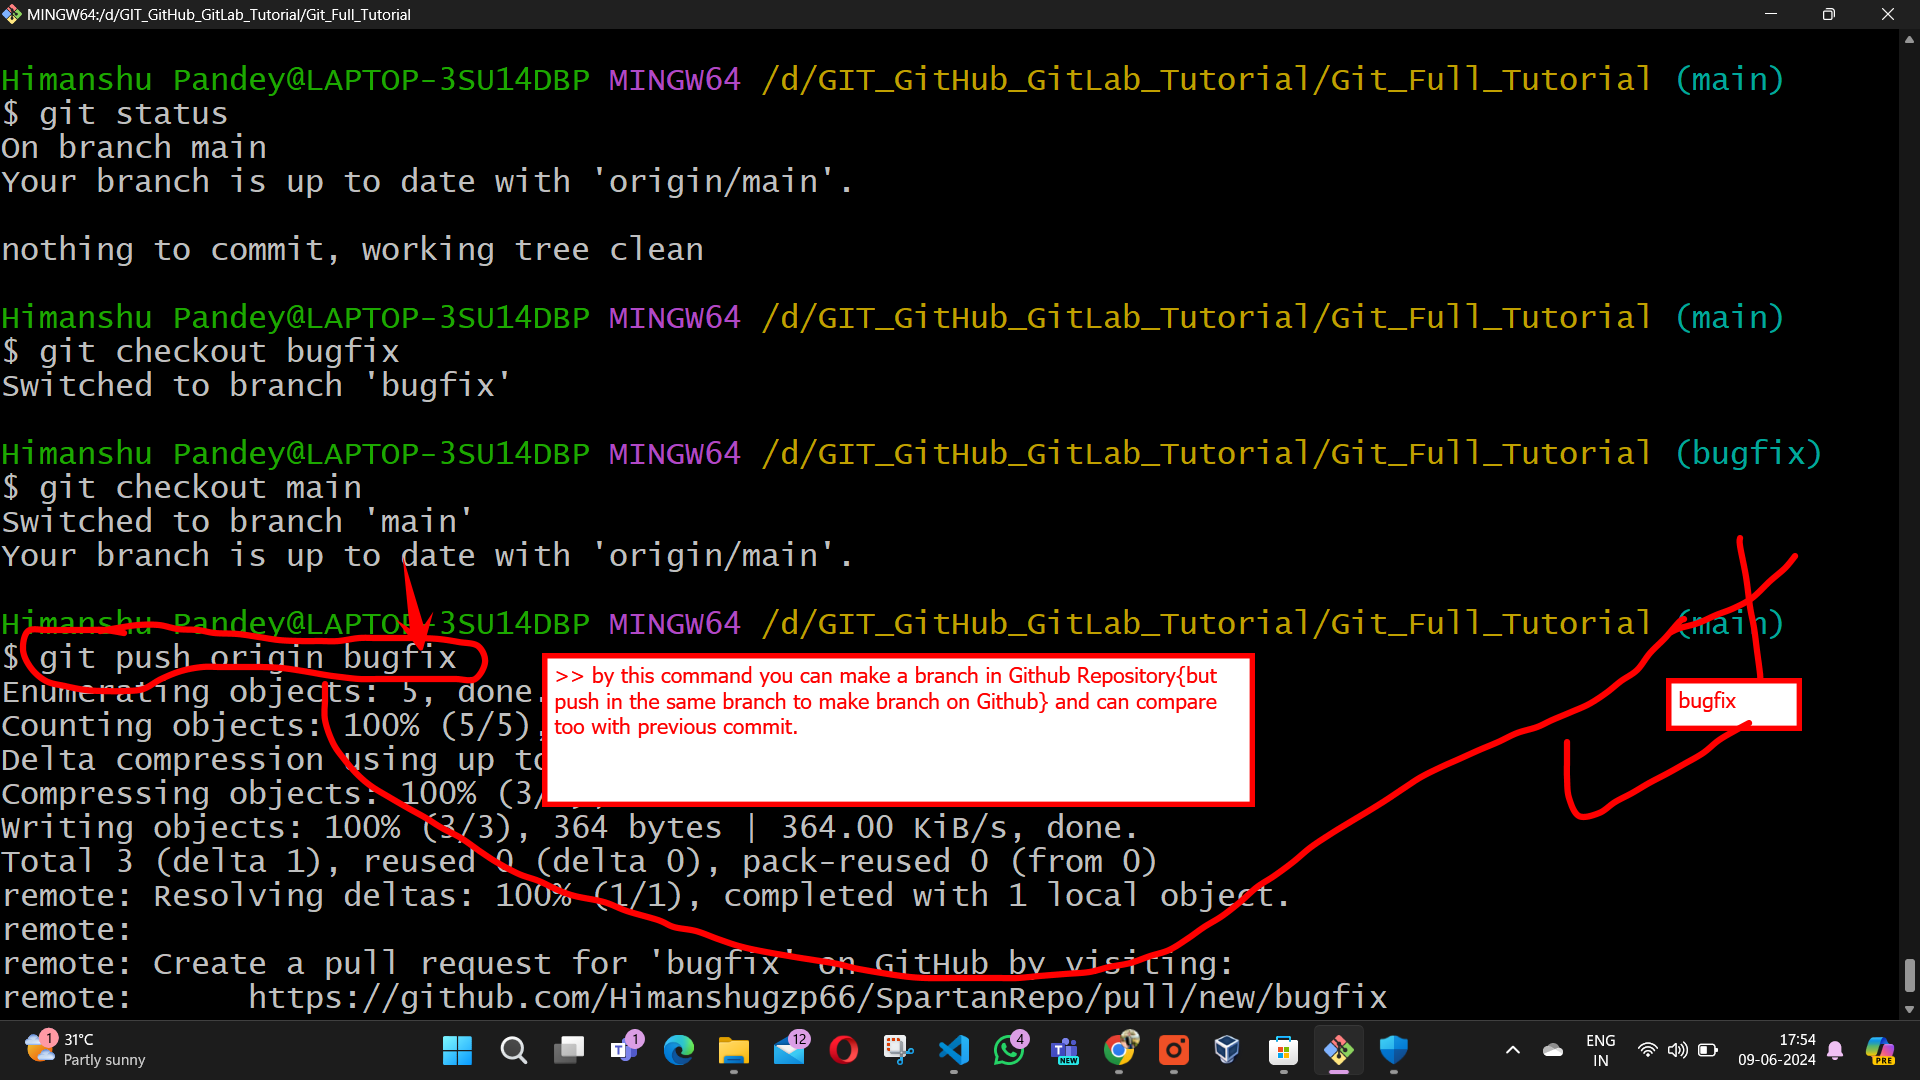 MINGW64:/d/GIT_GitHub_GitLab_Tutorial/Git_Full_Tutorial
Himanshu Pandey@LAPTOP-3SU14DBP MINGW64 /d/GIT_GitHub_GitLab_Tutorial/Git_Full_Tutorial (main)
$ git status
On branch main
Your branch is up to date with 'origin/main'.
nothing to commit, working tree clean
Himanshu Pandey@LAPTOP-3SU14DBP MINGW64 /d/GIT_GitHub_GitLab_Tutorial/Git_Full_Tutorial (main)
$ git checkout bugfix
Switched to branch 'bugfix'
Himanshu Pandey@LAPTOP-3SU14DBP MINGW64 /d/GIT_GitHub_GitLab_Tutorial/Git_Full_Tutorial (bugfix)
$ git checkout main
Switched to branch 'main'
Your branch is up to date with 'origin/main'.
Himanshu Pandey@LAPTOP-3SU14DBP MINGW64 /d/GIT_GitHub_GitLab_Tutorial/Git_Full_Tutorial (main)
$ git push origin bugfix
>> by this command you can make a branch in Github Repository{but
push in the same branch to make branch on Github} and can compare
too with previous commit.
bugfix
Enumerating objects: 5, done.
Counting objects: 100% (5/5),
Delta compression using up to
Compressing objects: 100% (3/
Writing objects: 100% (3/3), 364 bytes | 364.00 KiB/s, done.
Total 3 (delta 1), reused 0 (delta 0), pack-reused 0 (from 0)
remote: Resolving deltas: 100% (1/1), completed with 1 local object.
remote:
remote: Create a pull request for 'bugfix' on GitHub by visiting:
remote:      https://github.com/Himanshugzp66/SpartanRepo/pull/new/bugfix
1
31°C
Partly sunny
1
12
4
NEW
ENG
IN
17:54
09-06-2024
PRE